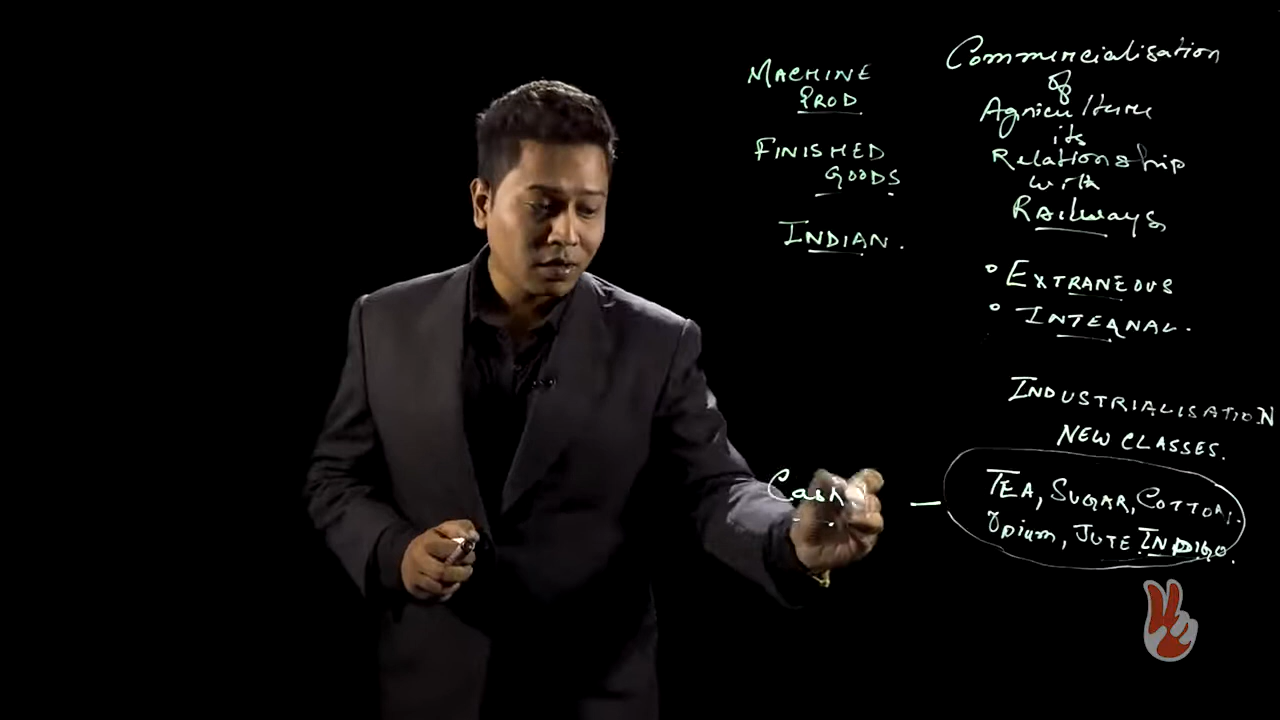 MACHINE
PROD
FINISHED
GOODS
INDIAN.
Commercialisation
of
Agriculture
its
Relationship
with
Railways
• EXTRANEOUS
• INTERNAL.
INDUSTRIALISATION
NEW CLASSES.
Cash
—
TEA, SUGAR, COTTON,
Opium, JUTE INDIGO.